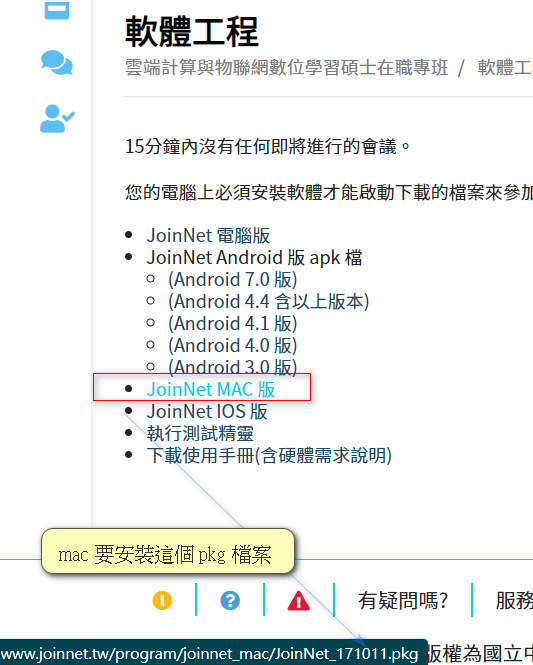 軟體工程
雲端計算與物聯網數位學習碩士在職專班 / 軟體工
15分鐘內沒有任何即將進行的會議。
您的電腦上必須安裝軟體才能啟動下載的檔案來參加
JoinNet 電腦版
JoinNet Android 版 apk 檔
(Android 7.0 版)
(Android 4.4 含以上版本)
(Android 4.1 版)
(Android 4.0 版)
(Android 3.0 版)
JoinNet MAC 版
JoinNet IOS 版
執行測試精靈
下載使用手冊(含硬體需求說明)
mac 要安裝這個 pkg 檔案
有疑問嗎? 服務
www.joinnet.tw/program/joinnet_mac/JoinNet_171011.pkg 版權為國立中